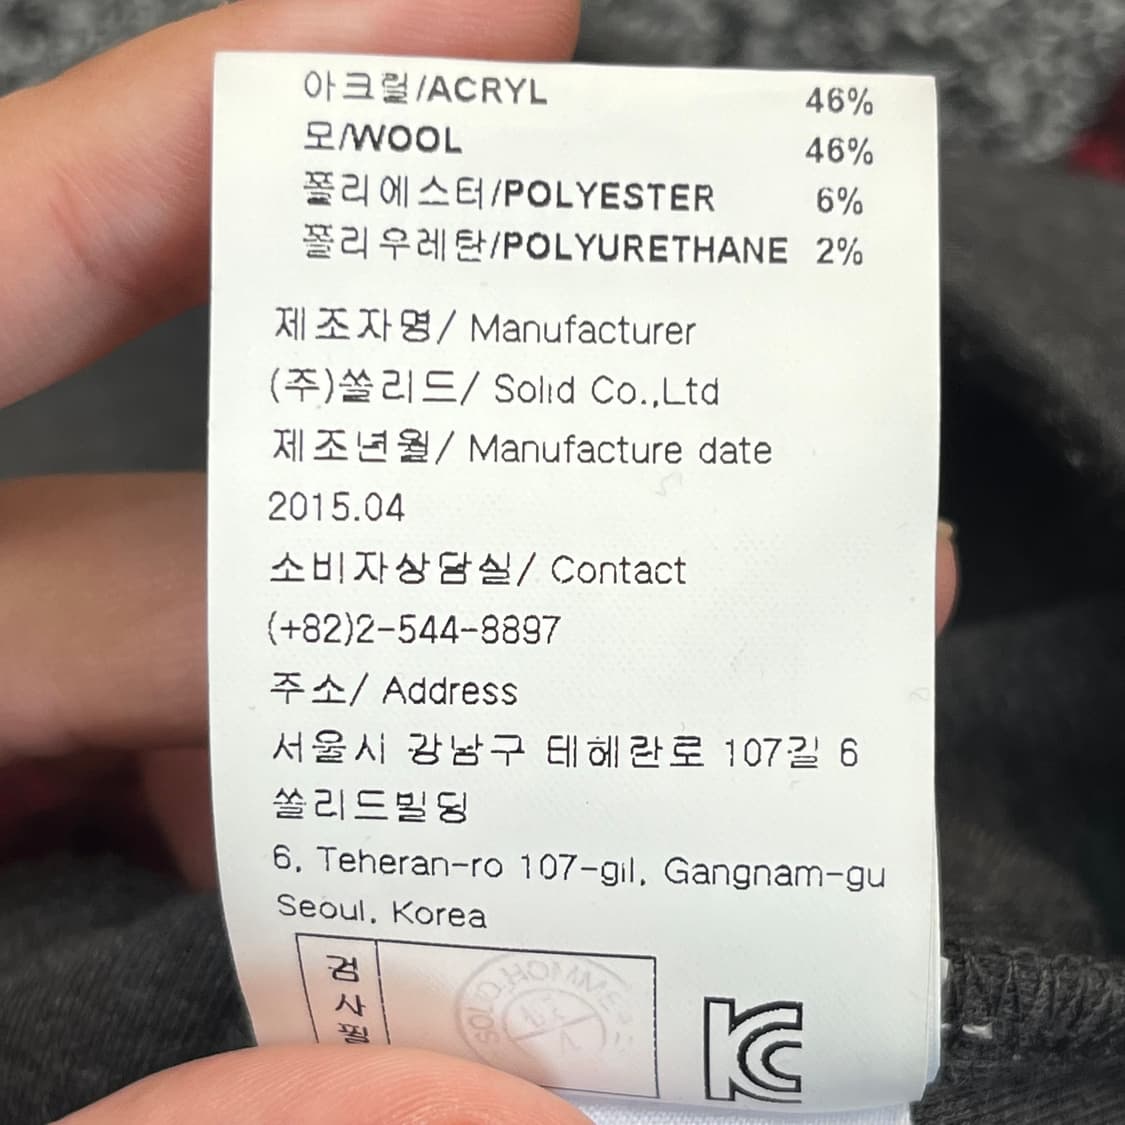 아크릴/ACRYL 46%
모/WOOL 46%
폴리에스터/POLYESTER 6%
폴리우레탄/POLYURETHANE 2%
제조자명/ Manufacturer
(주)쏠리드/ Solid Co.,Ltd
제조년월/ Manufacture date
2015.04
소비자상담실/ Contact
(+82)2-544-8897
주소/ Address
서울시 강남구 테헤란로 107길 6
쏠리드빌딩
6, Teheran-ro 107-gil, Gangnam-gu
Seoul, Korea
검사필
KC